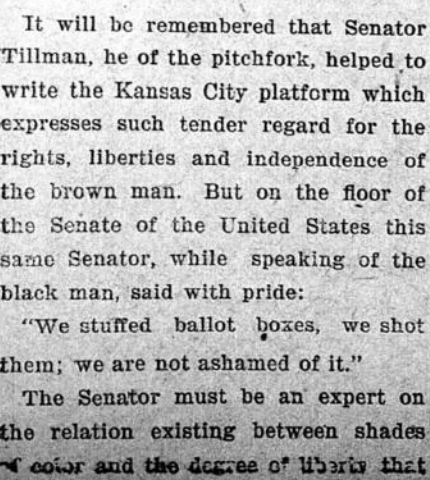 It will be remembered that Senator
Tillman, he of the pitchfork, helped to
write the Kansas City platform which
expresses such tender regard for the
rights, liberties and independence of
the brown man. But on the floor of
the Senate of the United States this
same Senator, while speaking of the
black man, said with pride:
"We stuffed ballot boxes, we shot
them; we are not ashamed of it."
The Senator must be an expert on
the relation existing between shades
of color and the degree of liberty that